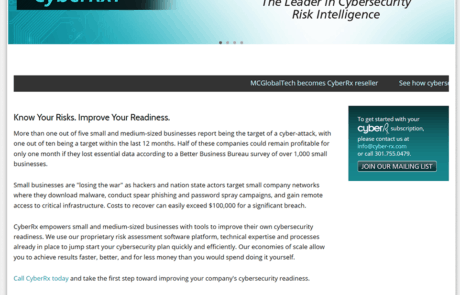 CyberRx
The Leader in Cybersecurity
Risk Intelligence
MCGlobalTech becomes CyberRx reseller
See how cyberse
Know Your Risks. Improve Your Readiness.
More than one out of five small and medium-sized businesses report being the target of a cyber-attack, with
one out of ten being a target within the last 12 months. Half of these companies could remain profitable for
only one month if they lost essential data according to a Better Business Bureau survey of over 1,000 small
businesses.
Small businesses are "losing the war" as hackers and nation state actors target small company networks
where they download malware, conduct spear phishing and password spray campaigns, and gain remote
access to critical infrastructure. Costs to recover can easily exceed $100,000 for a significant breach.
CyberRx empowers small and medium-sized business with tools to improve their own cybersecurity
readiness. We use our proprietary risk assessment software platform, technical expertise and processes
already in place to jump start your cybersecurity plan quickly and efficiently. Our economies of scale allow
you to achieve results faster, better, and for less money than you would spend doing it yourself.
Call CyberRx today and take the first step toward improving your company's cybersecurity readiness.
To get started with your
cyberRx subscription,
please contact us at
info@cyber-rx.com
or call 301.755.0479.
JOIN OUR MAILING LIST